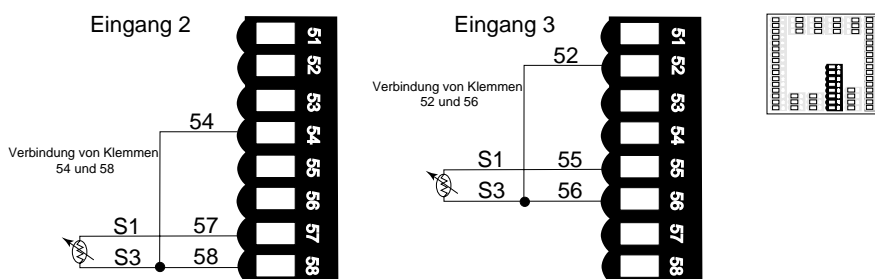 Eingang 2
54
Verbindung von Klemmen
54 und 58
S1 57
S3 58
51
52
53
54
55
56
57
58
Eingang 3
52
Verbindung von Klemmen
52 und 56
S1 55
S3 56
51
52
53
54
55
56
57
58